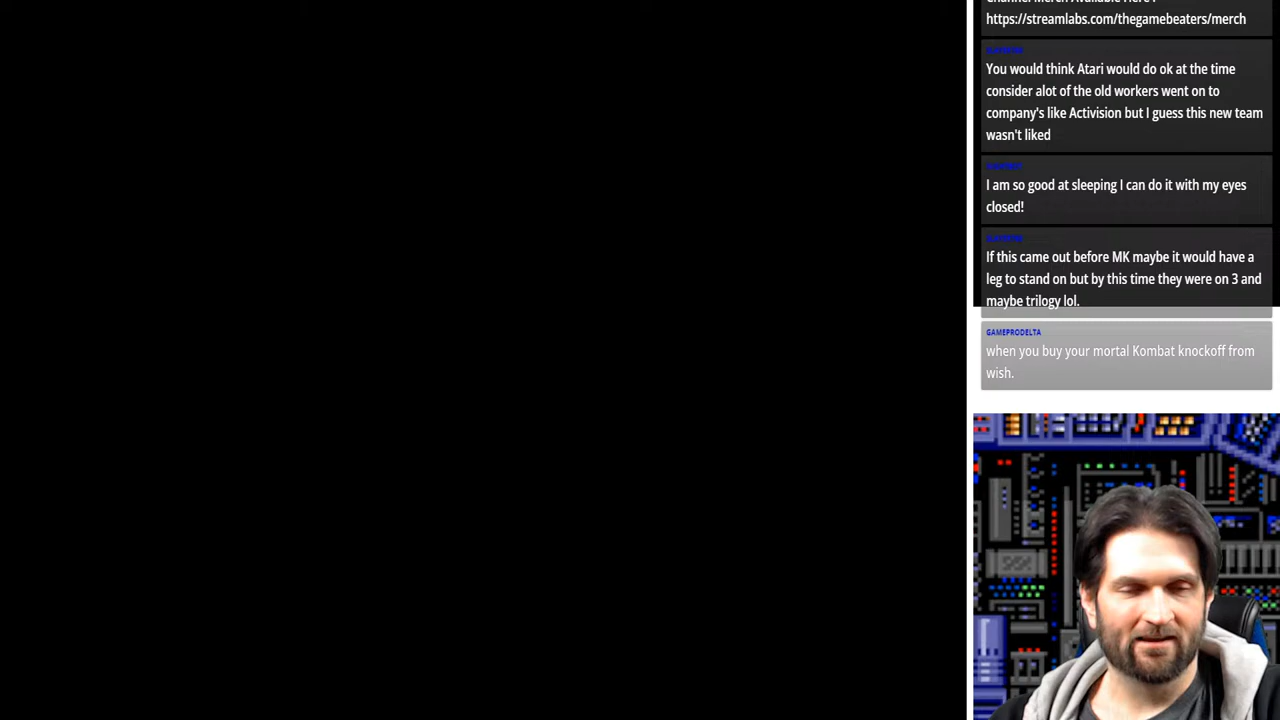 https://streamlabs.com/thegamebeaters/merch
You would think Atari would do ok at the time
consider alot of the old workers went on to
company's like Activision but I guess this new team
wasn't liked
I am so good at sleeping I can do it with my eyes
closed!
If this came out before MK maybe it would have a
leg to stand on but by this time they were on 3 and
maybe trilogy lol.
GAMEPRODELTA
when you buy your mortal Kombat knockoff from
wish.